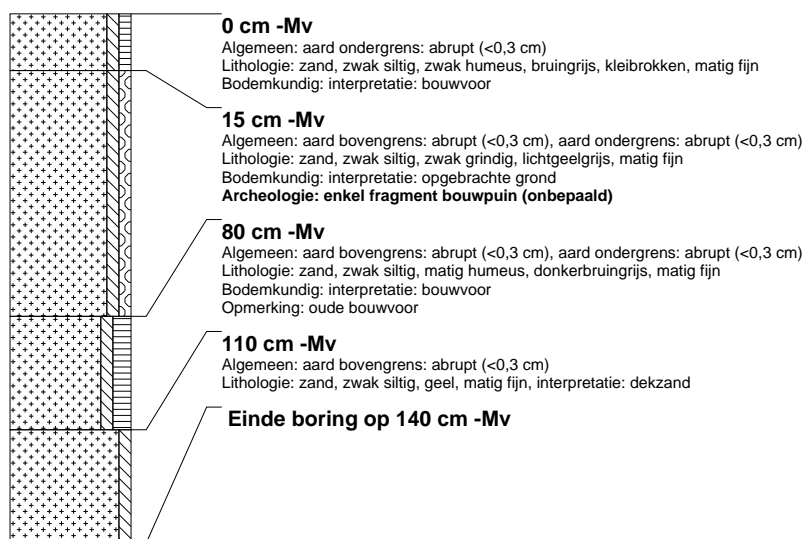 0 cm -Mv
Algemeen: aard ondergrens: abrupt (<0,3 cm)
Lithologie: zand, zwak siltig, zwak humeus, bruingrijs, kleibrokken, matig fijn
Bodemkundig: interpretatie: bouwvoor
15 cm -Mv
Algemeen: aard bovengrens: abrupt (<0,3 cm), aard ondergrens: abrupt (<0,3 cm)
Lithologie: zand, zwak siltig, zwak grindig, lichtgeelgrijs, matig fijn
Bodemkundig: interpretatie: opgebrachte grond
Archeologie: enkel fragment bouwpuin (onbepaald)
80 cm -Mv
Algemeen: aard bovengrens: abrupt (<0,3 cm), aard ondergrens: abrupt (<0,3 cm)
Lithologie: zand, zwak siltig, matig humeus, donkerbruingrijs, matig fijn
Bodemkundig: interpretatie: bouwvoor
Opmerking: oude bouwvoor
110 cm -Mv
Algemeen: aard bovengrens: abrupt (<0,3 cm)
Lithologie: zand, zwak siltig, geel, matig fijn, interpretatie: dekzand
Einde boring op 140 cm -Mv